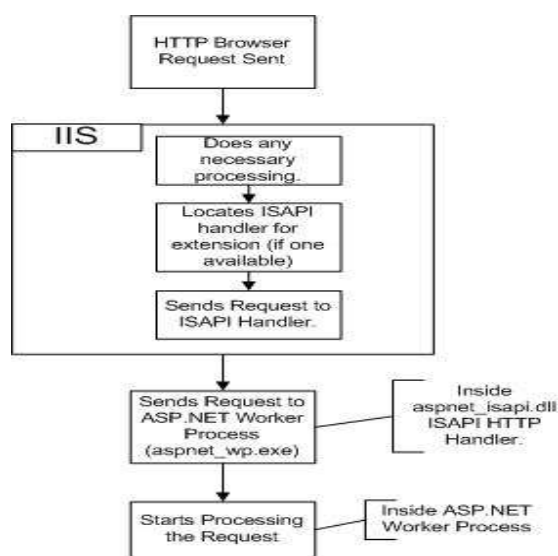 HTTP Browser
Request Sent
IIS
Does any
necessary
processing.
Locates ISAPI
handler for
extension (if one
available)
Sends Request to
ISAPI Handler.
Sends Request to
ASP.NET Worker
Process
(aspnet_wp.exe)
Inside
aspnet_isapi.dll
ISAPI HTTP
Handler.
Starts Processing
the Request
Inside ASP.NET
Worker Process